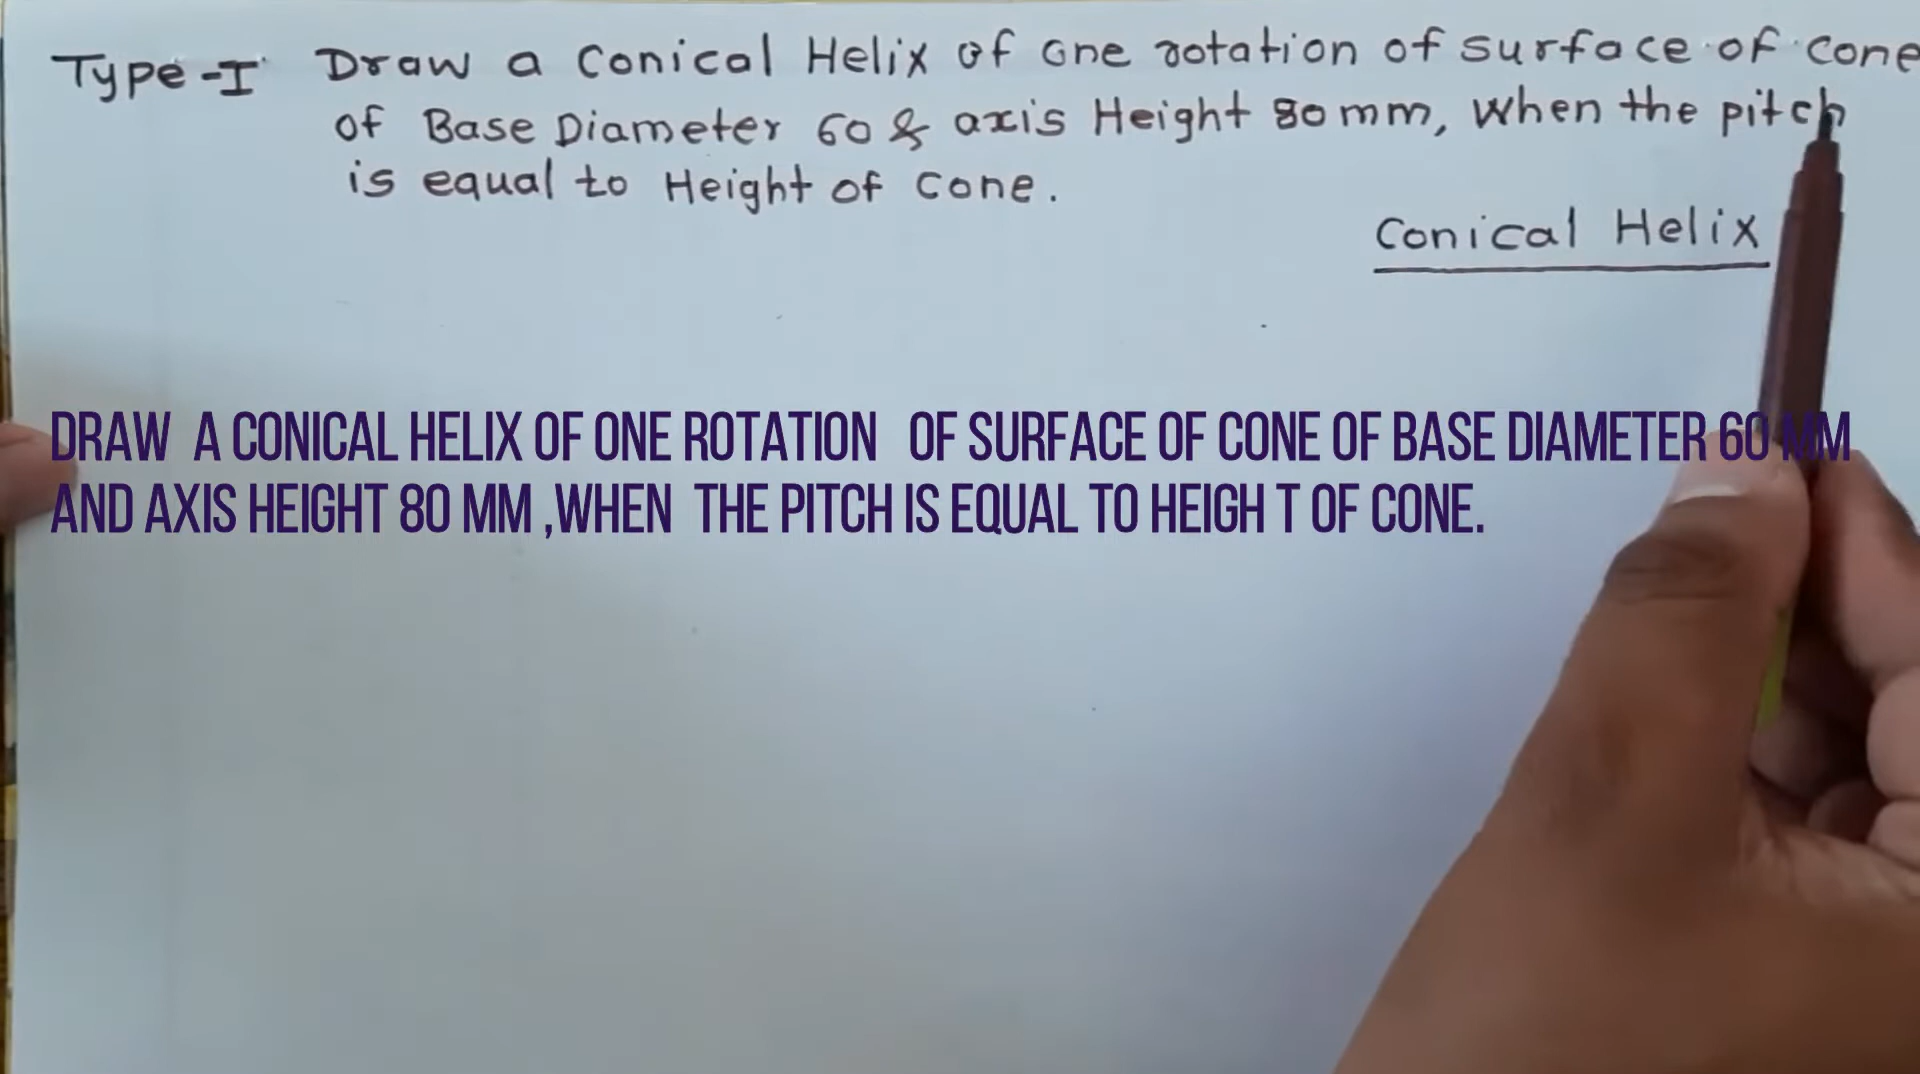 Type-I Draw a Conical Helix of one rotation of surface of cone
of Base Diameter 60 & axis Height 80mm, When the pitch
is equal to Height of cone.
Conical Helix
DRAW A CONICAL HELIX OF ONE ROTATION OF SURFACE OF CONE OF BASE DIAMETER 60 MM
AND AXIS HEIGHT 80 MM ,WHEN THE PITCH IS EQUAL TO HEIGH T OF CONE.